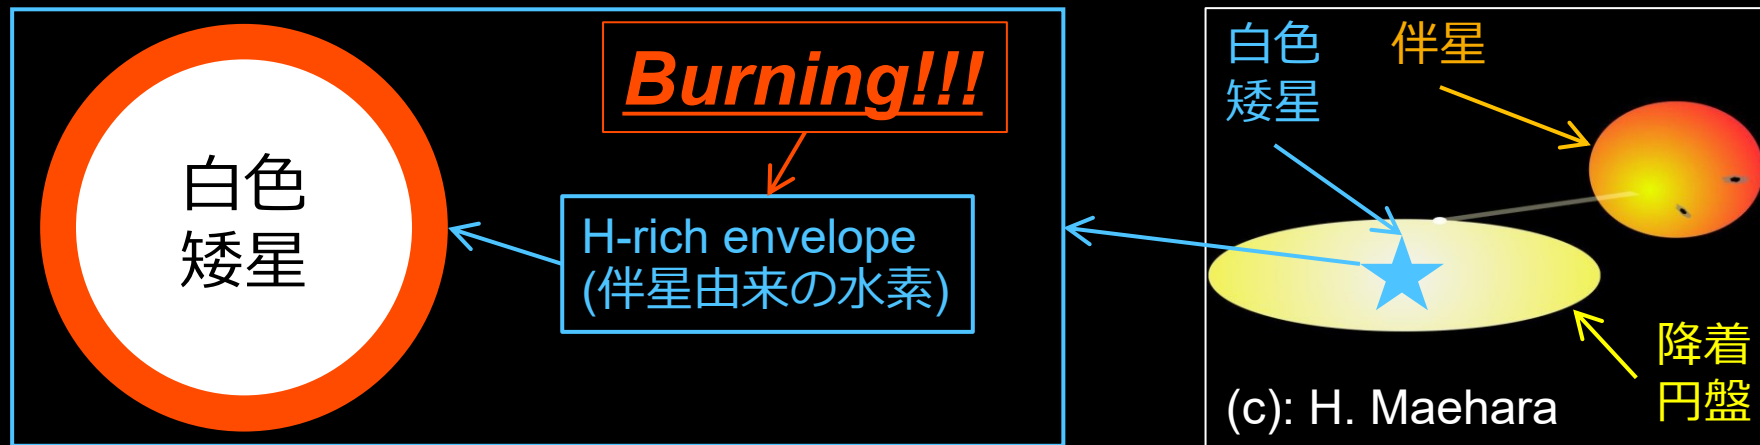 白色
矮星
Burning!!!
H-rich envelope
(伴星由来の水素)
白色
矮星
伴星
降着
円盤
(c): H. Maehara